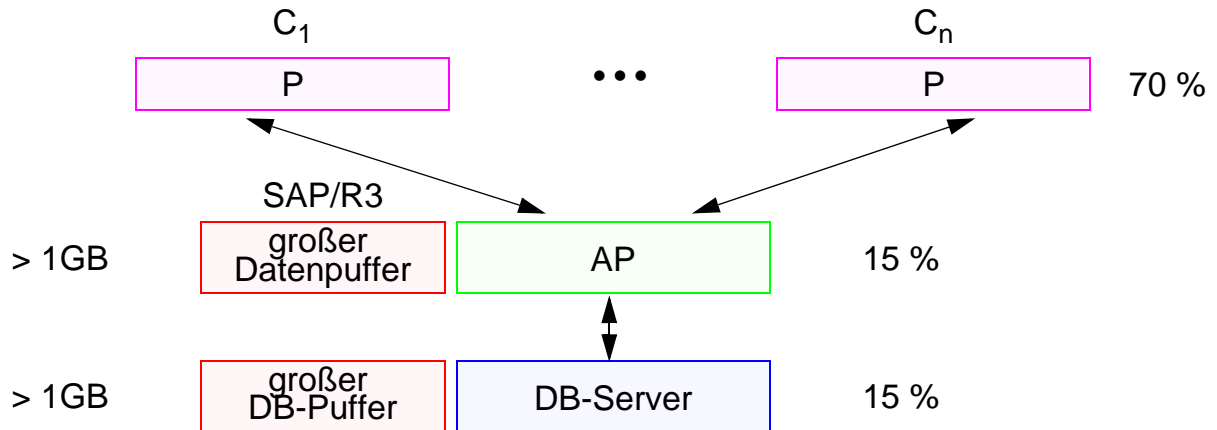 C1 Cn
P ••• P 70 %
SAP/R3
> 1GB großer Datenpuffer AP 15 %
> 1GB großer DB-Puffer DB-Server 15 %